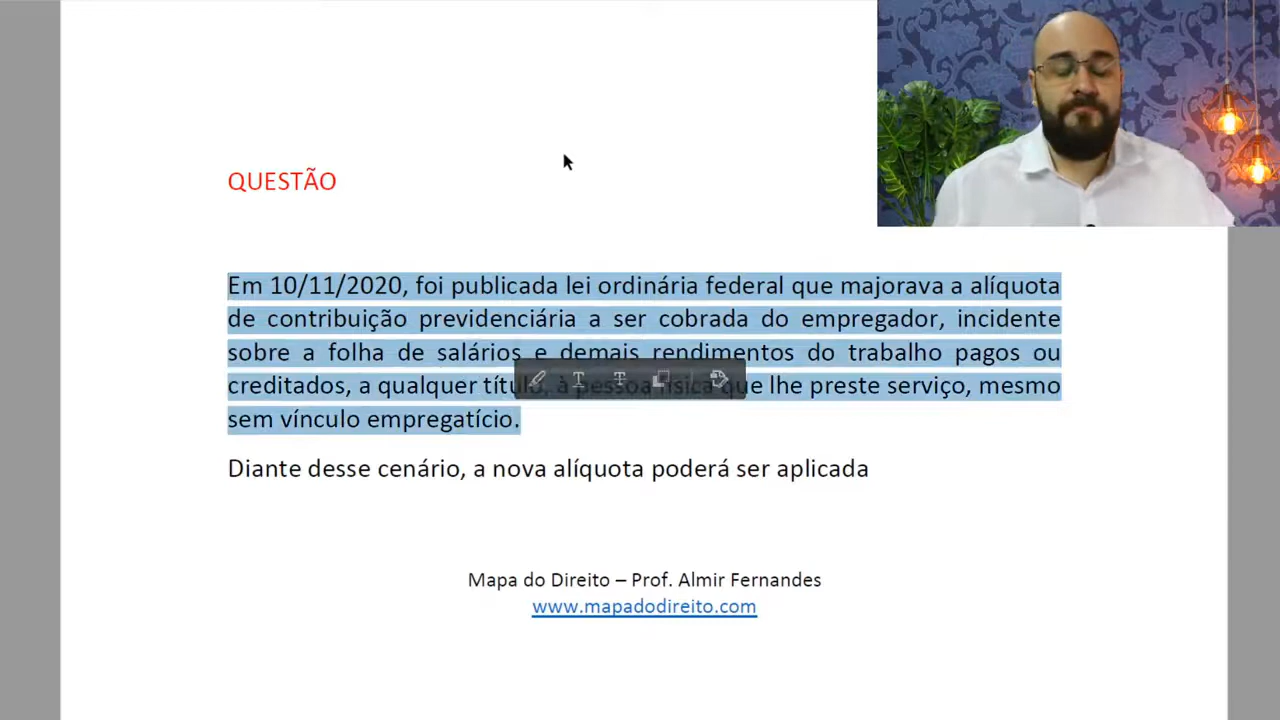 QUESTÃO
Em 10/11/2020, foi publicada lei ordinária federal que majorava a alíquota
de contribuição previdenciária a ser cobrada do empregador, incidente
sobre a folha de salários e demais rendimentos do trabalho pagos ou
creditados, a qualquer título, à pessoa física que lhe preste serviço, mesmo
sem vínculo empregatício.
Diante desse cenário, a nova alíquota poderá ser aplicada
Mapa do Direito – Prof. Almir Fernandes
www.mapadodireito.com